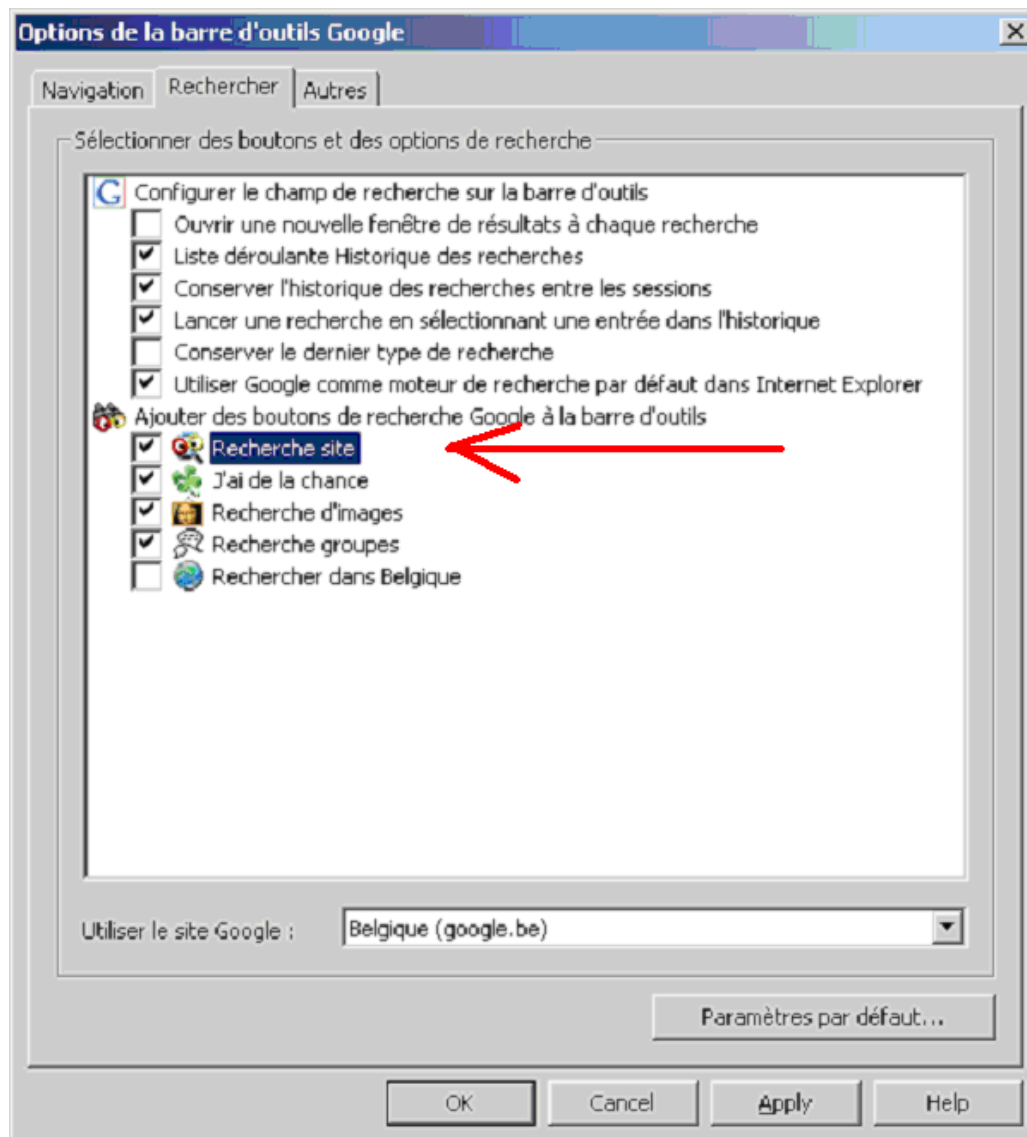 Options de la barre d'outils Google
Navigation Rechercher Autres
Sélectionner des boutons et des options de recherche
Configurer le champ de recherche sur la barre d'outils
Ouvrir une nouvelle fenêtre de résultats à chaque recherche
Liste déroulante Historique des recherches
Conserver l'historique des recherches entre les sessions
Lancer une recherche en sélectionnant une entrée dans l'historique
Conserver le dernier type de recherche
Utiliser Google comme moteur de recherche par défaut dans Internet Explorer
Ajouter des boutons de recherche Google à la barre d'outils
Recherche site
J'ai de la chance
Recherche d'images
Recherche groupes
Rechercher dans Belgique
Utiliser le site Google : Belgique (google.be)
Paramètres par défaut...
OK Cancel Apply Help